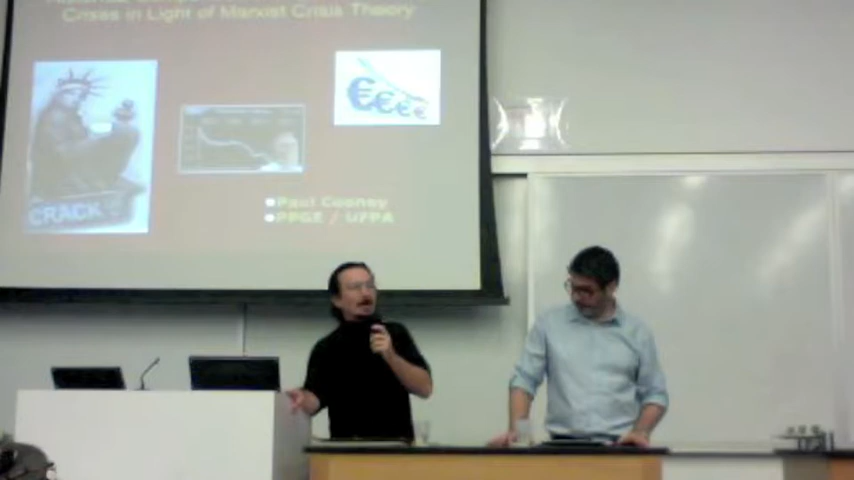 Crises in Light of Marxist Crisis Theory
CRACK
Paul Cooney
PPGE / UFPA